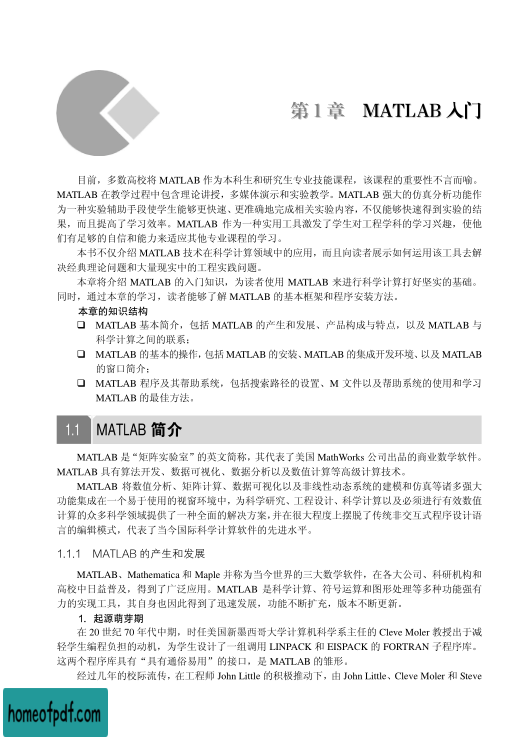 第 1 章 MATLAB 入门
目前，多数高校将 MATLAB 作为本科生和研究生专业技能课程，该课程的重要性不言而喻。
MATLAB 在教学过程中包含理论讲授，多媒体演示和实验教学。MATLAB 强大的仿真分析功能作
为一种实验辅助手段使学生能够更快速、更准确地完成相关实验内容，不仅能够快速得到实验的结
果，而且提高了学习效率。MATLAB 作为一种实用工具激发了学生对工程学科的学习兴趣，使他
们有足够的自信和能力来适应其他专业课程的学习。
本书不仅介绍 MATLAB 技术在科学计算领域中的应用，而且向读者展示如何运用该工具去解
决经典理论问题和大量现实中的工程实践问题。
本章将介绍 MATLAB 的入门知识，为读者使用 MATLAB 来进行科学计算打好坚实的基础。
同时，通过本章的学习，读者能够了解 MATLAB 的基本框架和程序安装方法。
本章的知识结构
❑ MATLAB 基本简介，包括 MATLAB 的产生和发展、产品构成与特点，以及 MATLAB 与
科学计算之间的联系；
❑ MATLAB 的基本的操作，包括 MATLAB 的安装、MATLAB 的集成开发环境、以及 MATLAB
的窗口简介；
❑ MATLAB 程序及其帮助系统，包括搜索路径的设置、M 文件以及帮助系统的使用和学习
MATLAB 的最佳方法。
1.1 MATLAB 简介
MATLAB 是“矩阵实验室”的英文简称，其代表了美国 MathWorks 公司出品的商业数学软件。
MATLAB 具有算法开发、数据可视化、数据分析以及数值计算等高级计算技术。
MATLAB 将数值分析、矩阵计算、数据可视化以及非线性动态系统的建模和仿真等诸多强大
功能集成在一个易于使用的视窗环境中，为科学研究、工程设计、科学计算以及必须进行有效数值
计算的众多科学领域提供了一种全面的解决方案，并在很大程度上摆脱了传统非交互式程序设计语
言的编辑模式，代表了当今国际科学计算软件的先进水平。
1.1.1 MATLAB 的产生和发展
MATLAB、Mathematica 和 Maple 并称为当今世界的三大数学软件，在各大公司、科研机构和
高校中日益普及，得到了广泛应用。MATLAB 是科学计算、符号运算和图形处理等多种功能强有
力的实现工具，其自身也因此得到了迅速发展，功能不断扩充，版本不断更新。
1. 起源萌芽期
在 20 世纪 70 年代中期，时任美国新墨西哥大学计算机科学系主任的 Cleve Moler 教授出于减
轻学生编程负担的动机，为学生设计了一组调用 LINPACK 和 EISPACK 的 FORTRAN 子程序库。
这两个程序库具有“具有通俗易用”的接口，是 MATLAB 的雏形。
经过几年的校际流传，在工程师 John Little 的积极推动下，由 John Little、Cleve Moler 和 Steve
homeofpdf.com